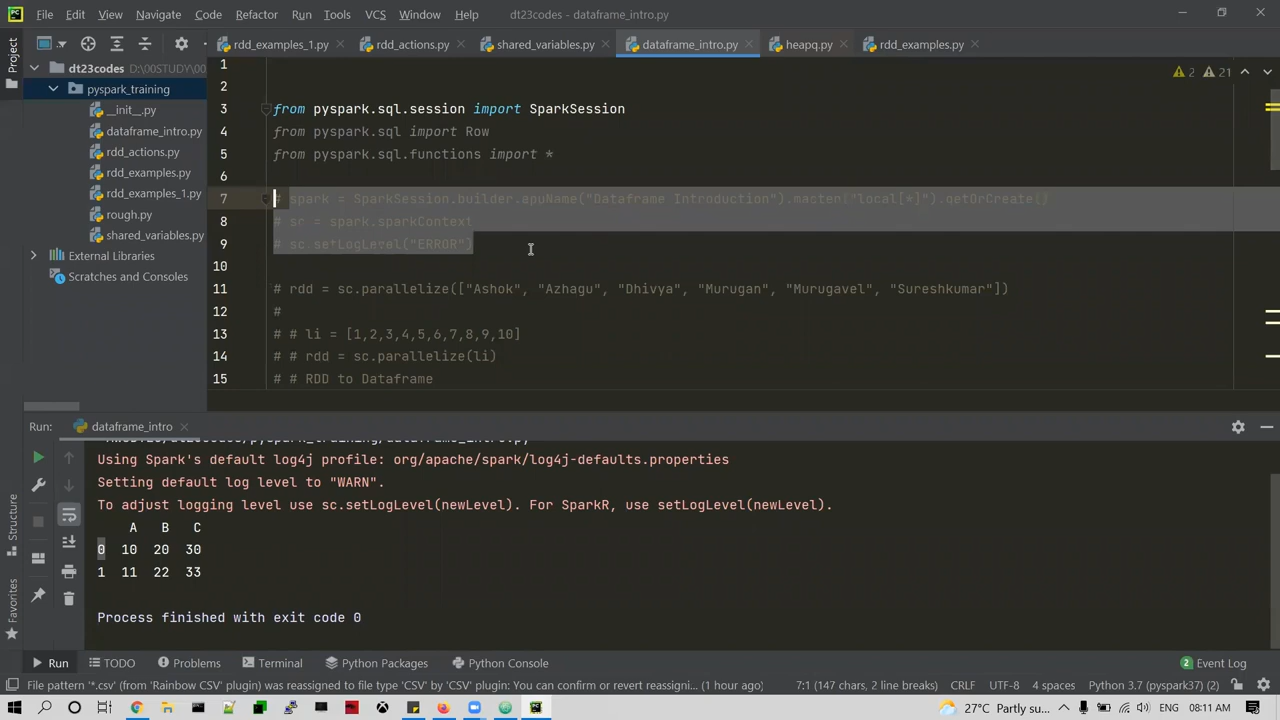 File Edit View Navigate Code Refactor Run Tools VCS Window Help dt23codes – dataframe_intro.py
Project
rdd_examples_1.py rdd_actions.py shared_variables.py dataframe_intro.py heapq.py rdd_examples.py
dt23codes D:\00STUDY\00
pyspark_training
__init__.py
dataframe_intro.py
rdd_actions.py
rdd_examples.py
rdd_examples_1.py
rough.py
shared_variables.py
External Libraries
Scratches and Consoles
2 21
1
2
3 from pyspark.sql.session import SparkSession
4 from pyspark.sql import Row
5 from pyspark.sql.functions import *
6
7 # spark = SparkSession.builder.appName("Dataframe Introduction").master("local[*]").getOrCreate()
8 # sc = spark.sparkContext
9 # sc.setLogLevel("ERROR")
10
11 # rdd = sc.parallelize(["Ashok", "Azhagu", "Dhivya", "Murugan", "Murugavel", "Sureshkumar"])
12 #
13 # # li = [1,2,3,4,5,6,7,8,9,10]
14 # # rdd = sc.parallelize(li)
15 # # RDD to Dataframe
Run: dataframe_intro
Using Spark's default log4j profile: org/apache/spark/log4j-defaults.properties
Setting default log level to "WARN".
To adjust logging level use sc.setLogLevel(newLevel). For SparkR, use setLogLevel(newLevel).
A B C
0 10 20 30
1 11 22 33
Process finished with exit code 0
Structure
Favorites
Run TODO Problems Terminal Python Packages Python Console 2 Event Log
File pattern '*.csv' (from 'Rainbow CSV' plugin) was reassigned to file type 'CSV' by 'CSV' plugin: You can confirm or revert reassigni... (1 hour ago) 7:1 (147 chars, 2 line breaks) CRLF UTF-8 4 spaces Python 3.7 (pyspark37) (2)
27°C Partly su... ENG 08:11 AM